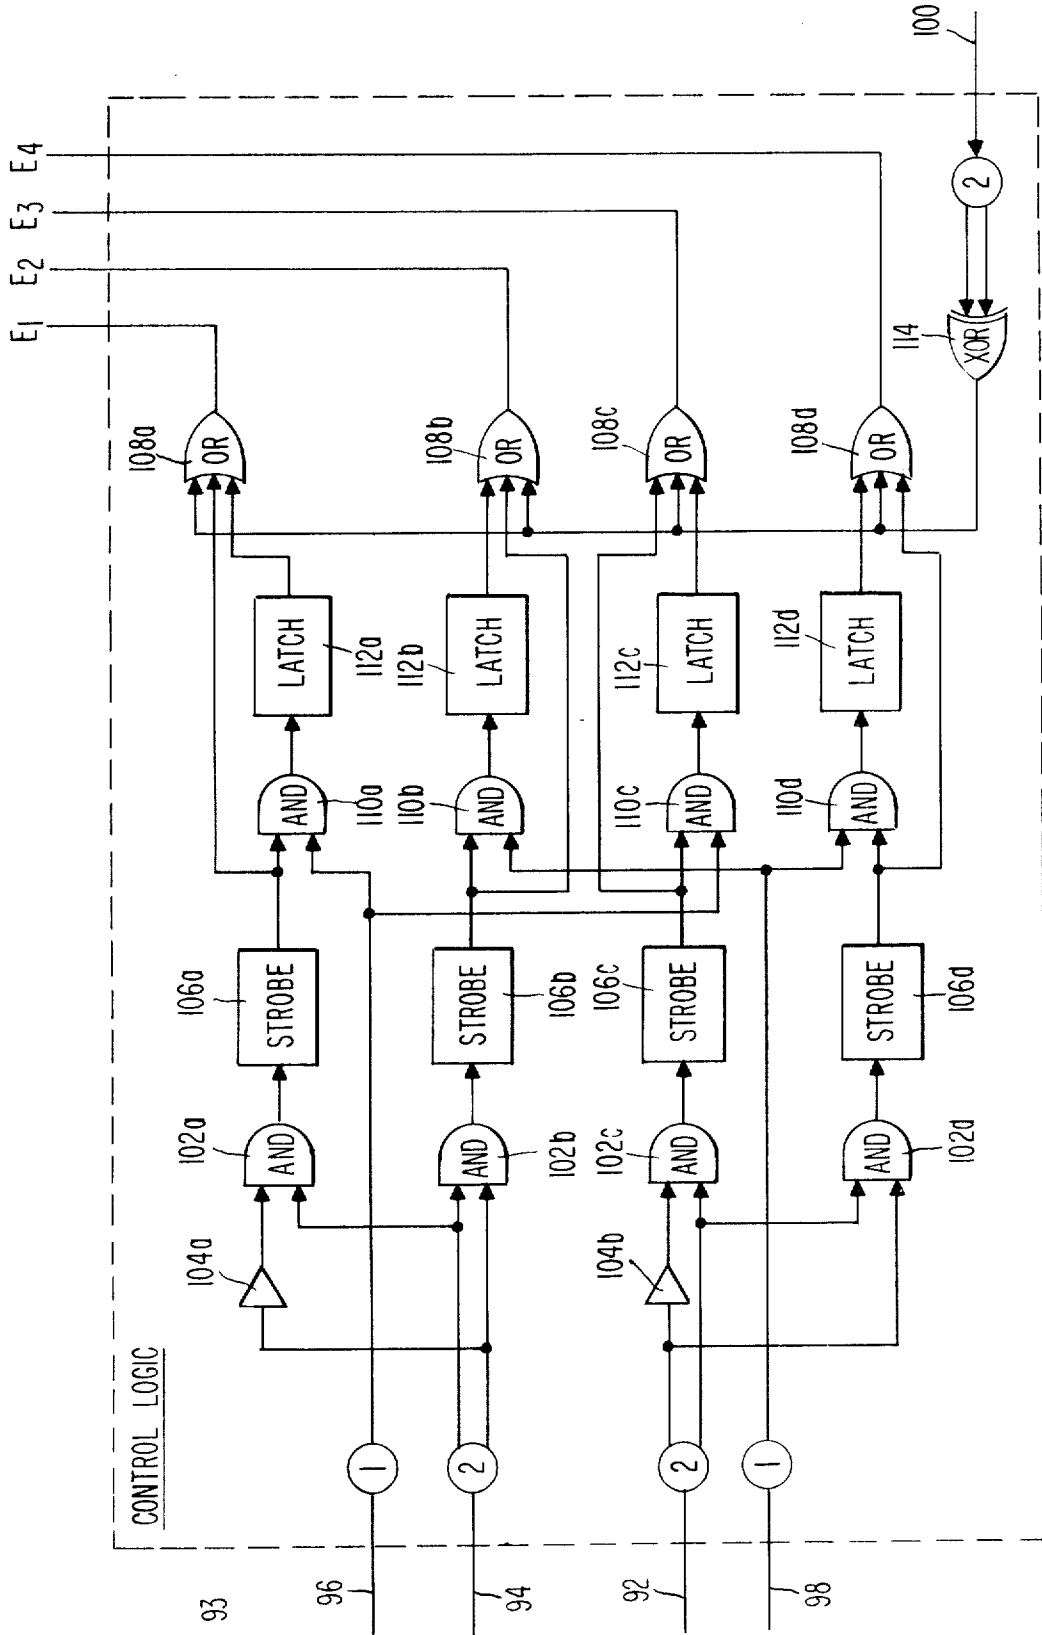 CONTROL LOGIC
93
96
94
92
98
100
E1
E2
E3
E4
1
2
2
1
2
104a
104b
102a
AND
102b
AND
102c
AND
102d
AND
106a
STROBE
106b
STROBE
106c
STROBE
106d
STROBE
110a
AND
110b
AND
110c
AND
110d
AND
112a
LATCH
112b
LATCH
112c
LATCH
112d
LATCH
108a
OR
108b
OR
108c
OR
108d
OR
114
XOR